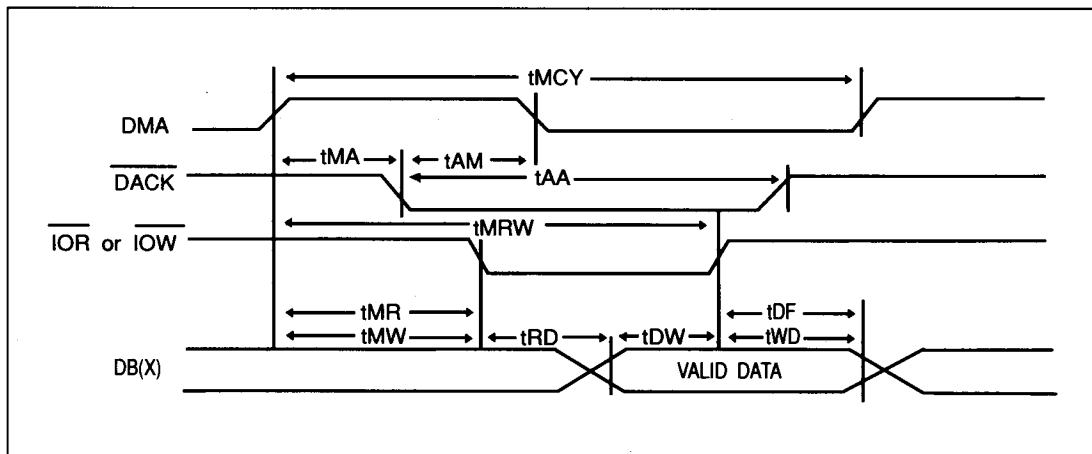 tMCY
DMA
tMA tAM
DACK tAA
tMRW
IOR or IOW
tMR tDF
tMW tRD tDW tWD
DB(X) VALID DATA